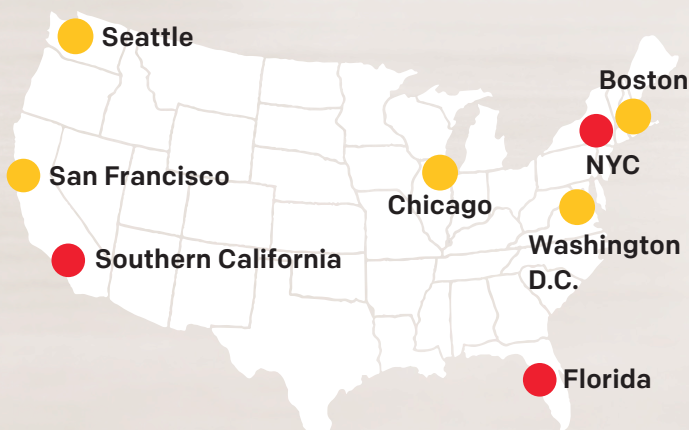 Seattle
Boston
NYC
San Francisco
Chicago
Washington
D.C.
Southern California
Florida